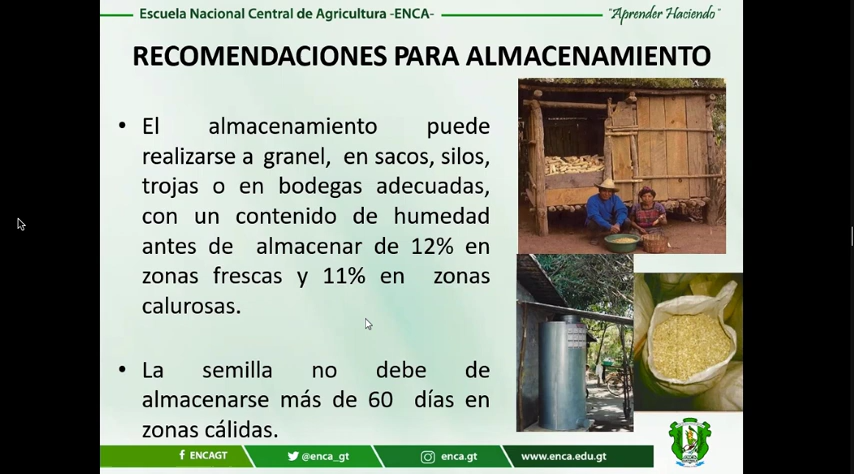 Escuela Nacional Central de Agricultura -ENCA-
"Aprender Haciendo"
RECOMENDACIONES PARA ALMACENAMIENTO
• El almacenamiento puede
realizarse a granel, en sacos, silos,
trojas o en bodegas adecuadas,
con un contenido de humedad
antes de almacenar de 12% en
zonas frescas y 11% en zonas
calurosas.
• La semilla no debe de
almacenarse más de 60 días en
zonas cálidas.
ENCAGT
@enca_gt
enca.gt
www.enca.edu.gt